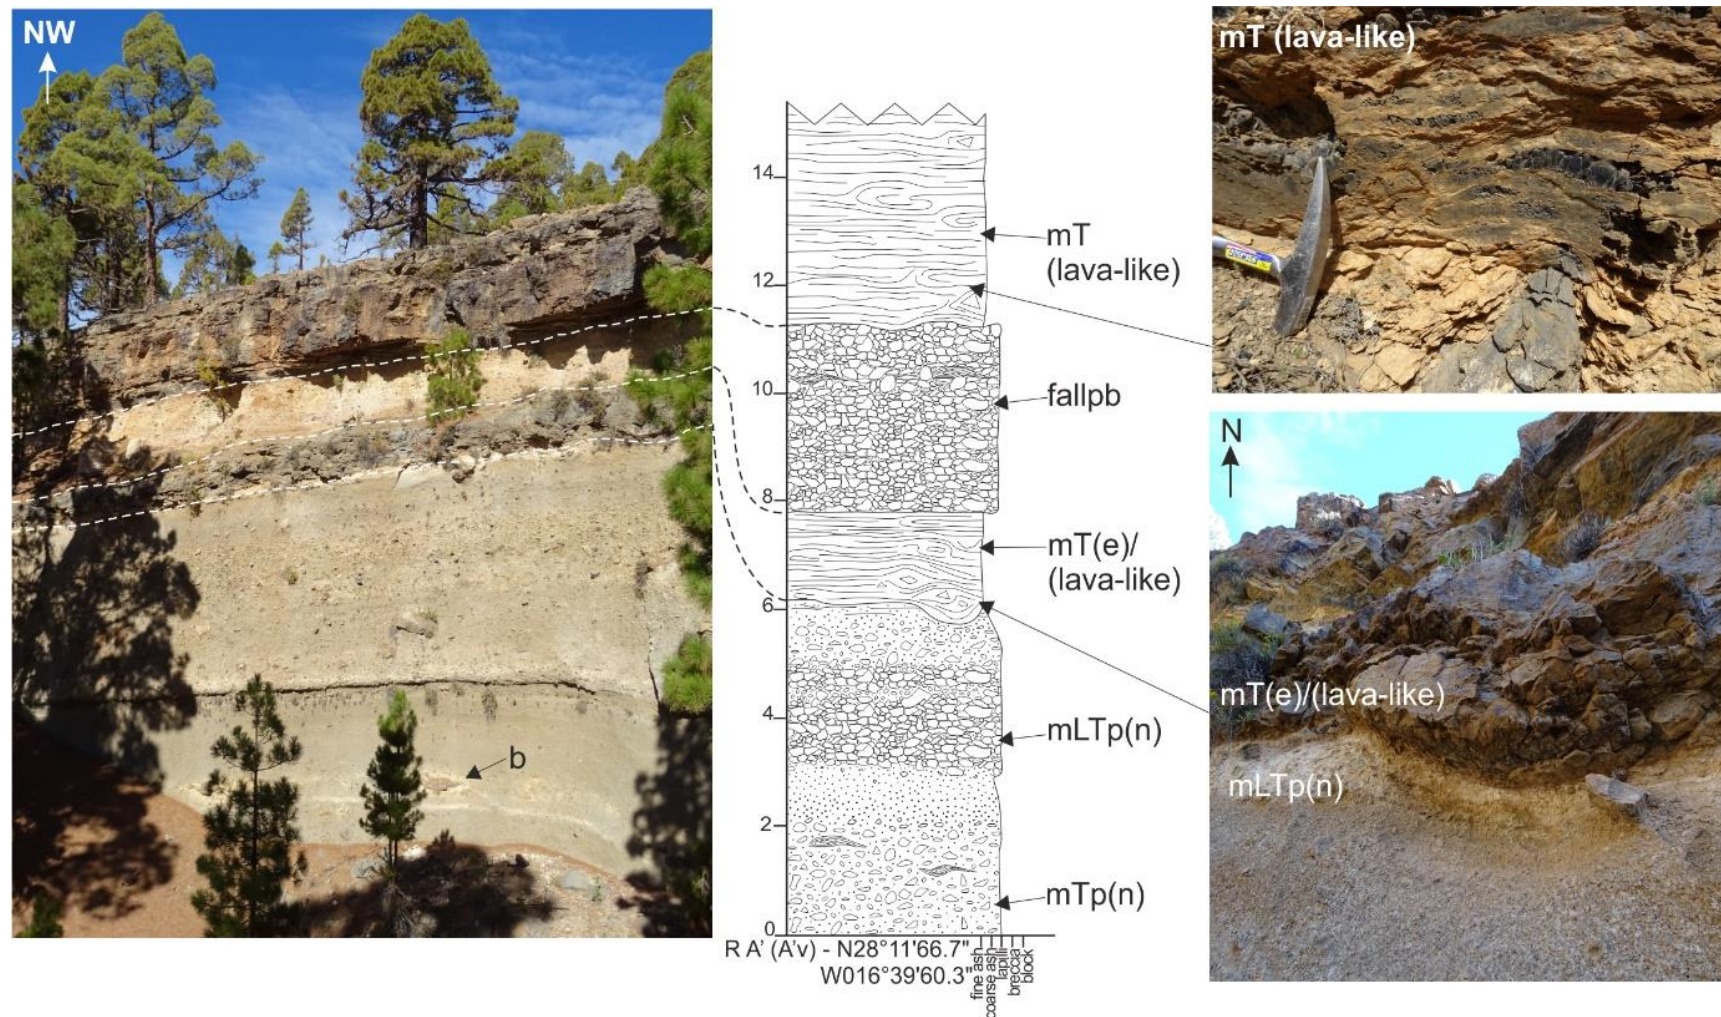 NW
b
14
12
10
8
6
4
2
0
mT
(lava-like)
fallpb
mT(e)/
(lava-like)
mLTp(n)
mTp(n)
R A' (A'v) - N28°11'66.7"
W016°39'60.3"
fine ash
coarse ash
lapilli
breccia
block
mT (lava-like)
N
mT(e)/(lava-like)
mLTp(n)